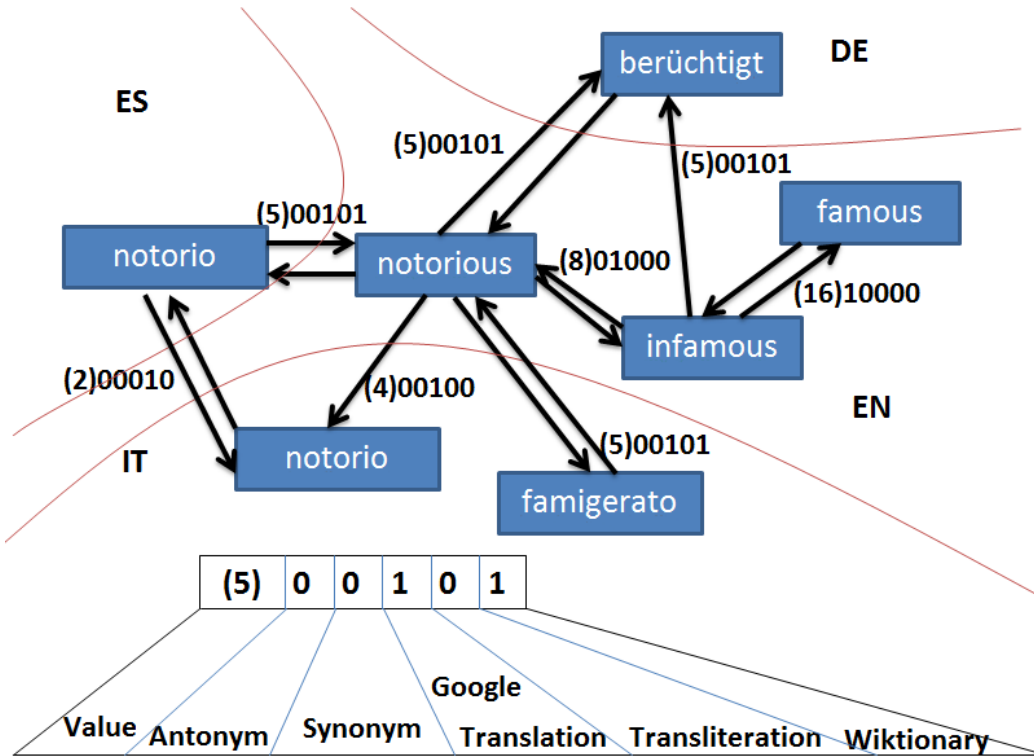 berüchtigt
DE
ES
(5)00101
(5)00101
famous
(5)00101
notorio
notorious
(8)01000
(16)10000
infamous
(2)00010
(4)00100
EN
IT
notorio
(5)00101
famigerato
(5) 0 0 1 0 1
Google
Value Antonym Synonym Translation Transliteration Wiktionary